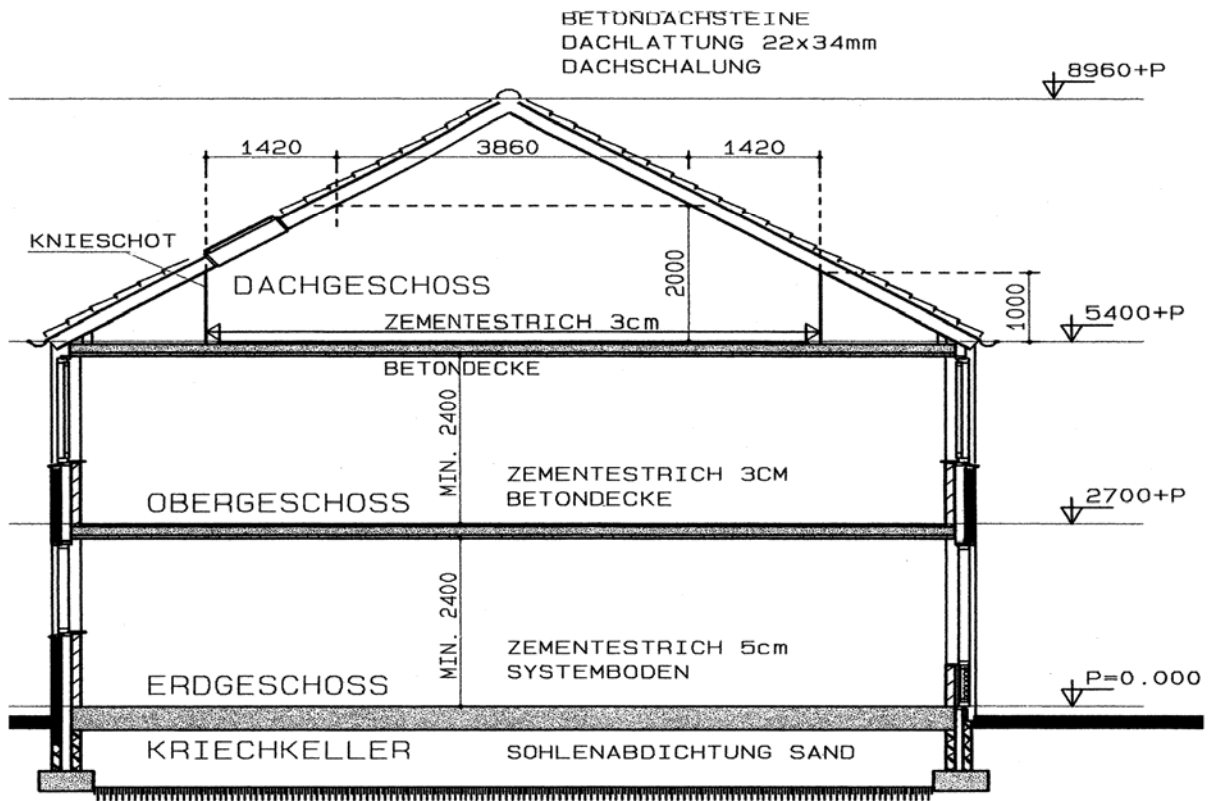 BETONDACHSTEINE
DACHLATTUNG 22x34mm
DACHSCHALUNG
8960+P
1420
3860
1420
KNIESCHOT
DACHGESCHOSS
2000
1000
ZEMENTESTRICH 3cm
5400+P
BETONDECKE
MIN. 2400
ZEMENTESTRICH 3CM
BETONDECKE
OBERGESCHOSS
2700+P
MIN. 2400
ZEMENTESTRICH 5cm
SYSTEMBODEN
ERDGESCHOSS
P=0.000
KRIECHKELLER
SOHLENABDICHTUNG SAND